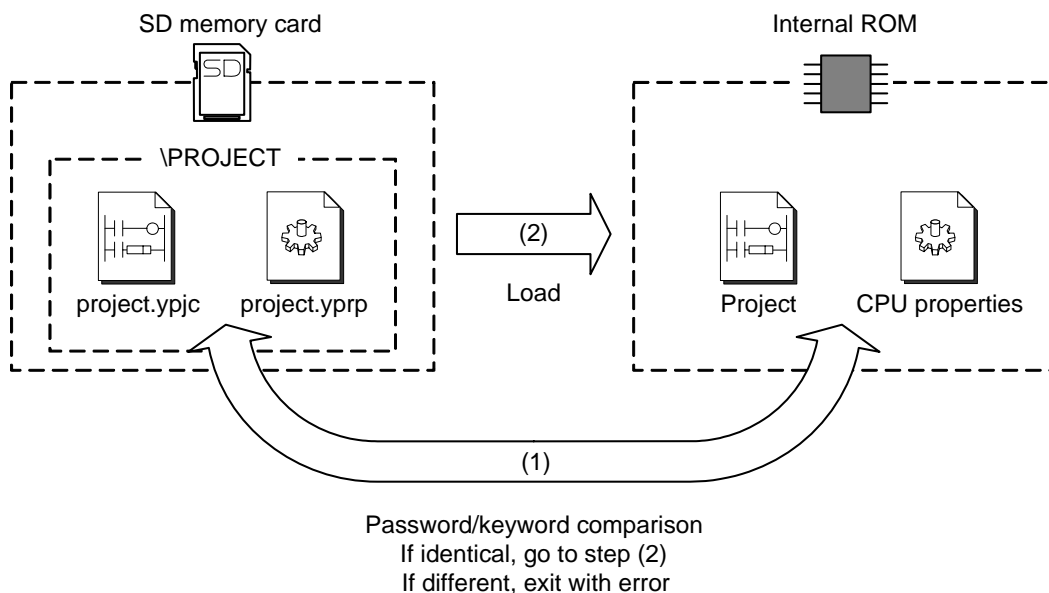 SD memory card
Internal ROM
SD
\PROJECT
(2)
Load
project.ypjc
project.yprp
Project
CPU properties
(1)
Password/keyword comparison
If identical, go to step (2)
If different, exit with error